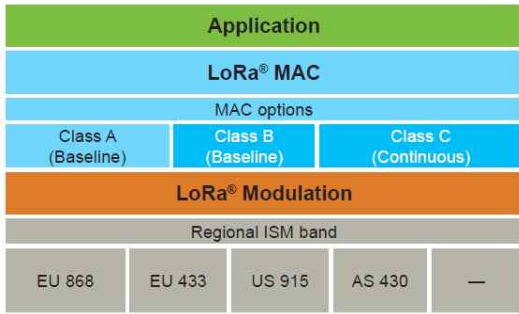 Application
LoRa® MAC
MAC options
Class A
(Baseline)
Class B
(Baseline)
Class C
(Continuous)
LoRa® Modulation
Regional ISM band
EU 868
EU 433
US 915
AS 430
—